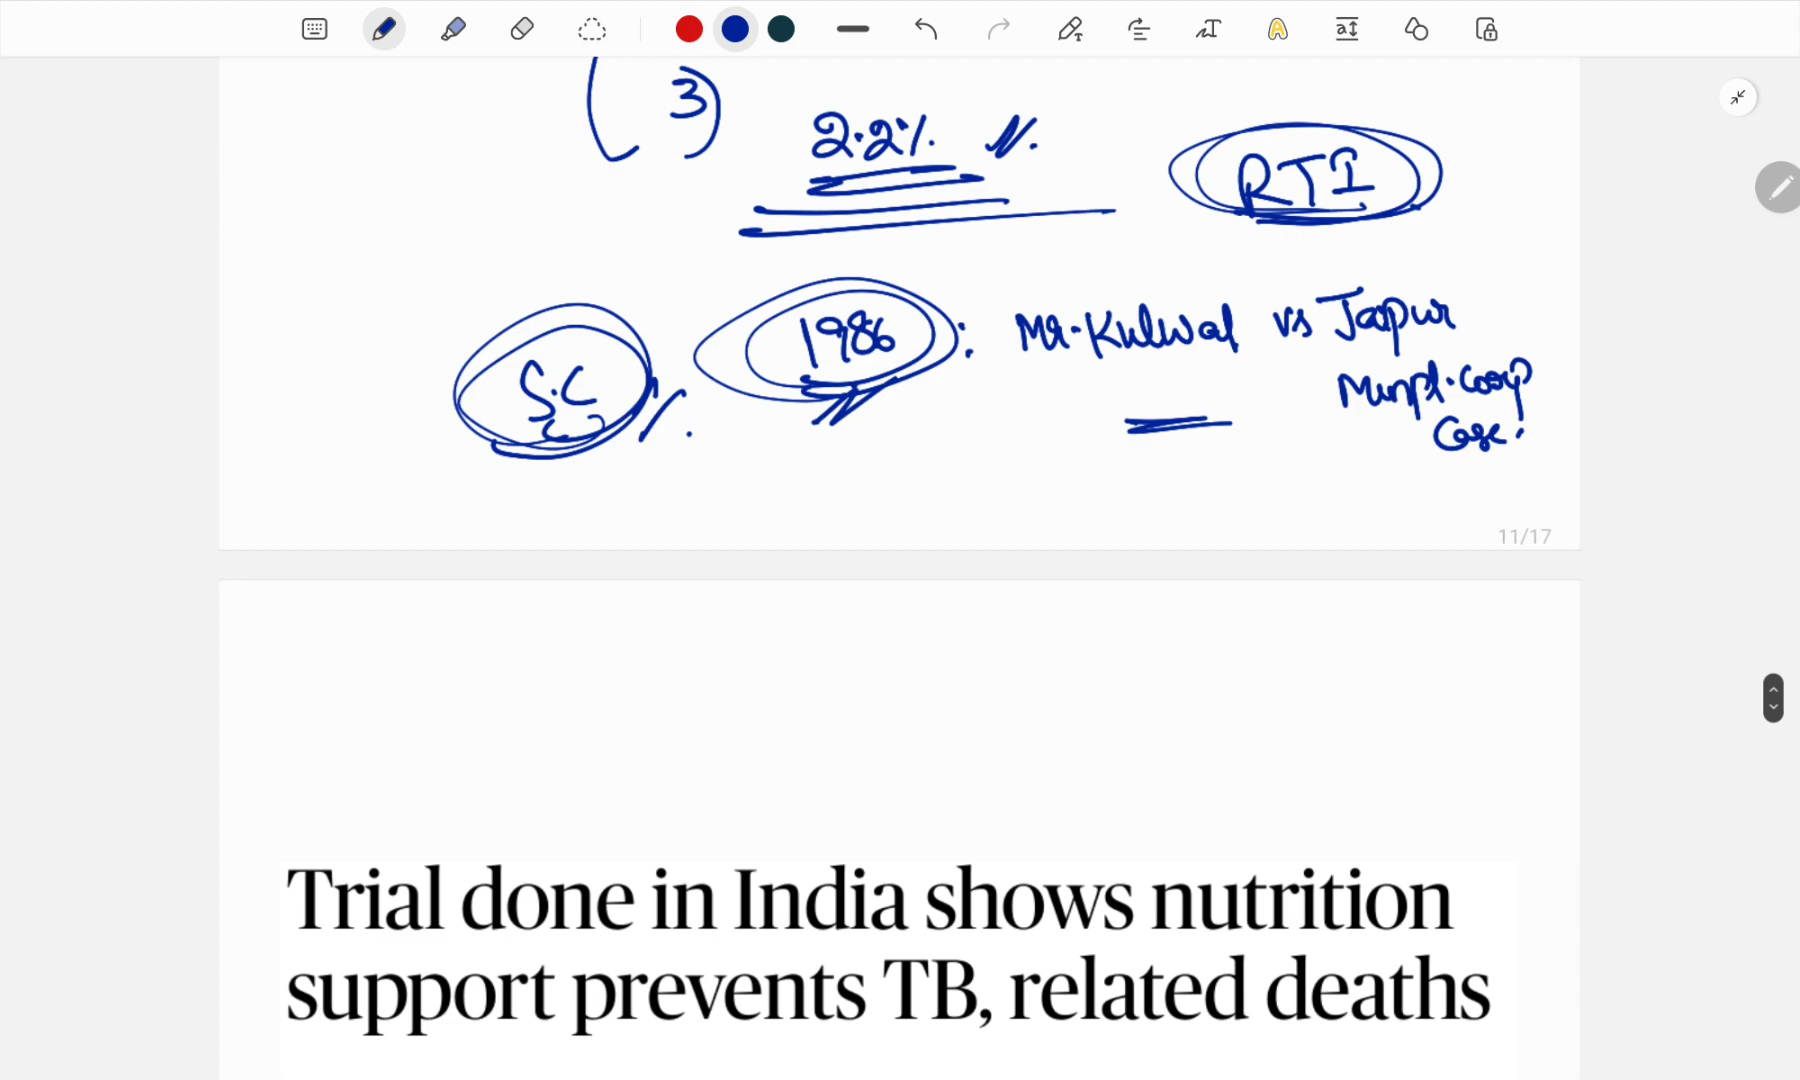 3)
2.2%
RTI
S.C
1986 : Mr. Kulwal vs Jaipur
Munpl. Coorp
Case.
11/17
Trial done in India shows nutrition
support prevents TB, related deaths